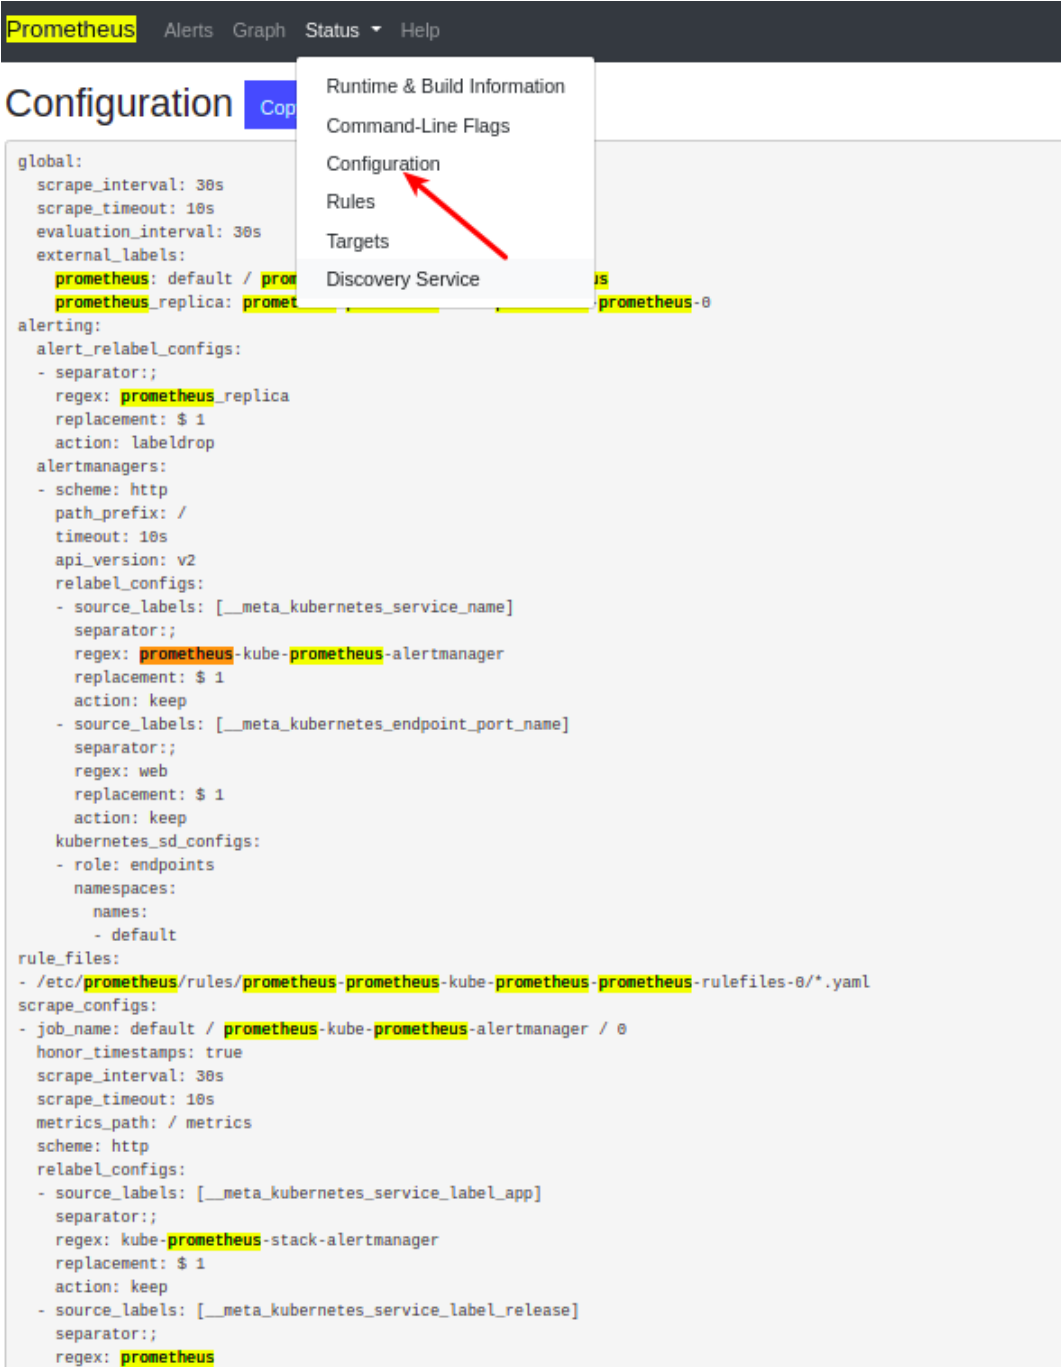 Prometheus Alerts Graph Status Help
Runtime & Build Information
Command-Line Flags
Configuration
Rules
Targets
Discovery Service
Configuration
global:
scrape_interval: 30s
scrape_timeout: 10s
evaluation_interval: 30s
external_labels:
prometheus: default /
prometheus_replica: -prometheus-0
alerting:
alert_relabel_configs:
- separator:;
regex: prometheus_replica
replacement: $ 1
action: labeldrop
alertmanagers:
- scheme: http
path_prefix: /
timeout: 10s
api_version: v2
relabel_configs:
- source_labels: [__meta_kubernetes_service_name]
separator:;
regex: prometheus-kube-prometheus-alertmanager
replacement: $ 1
action: keep
- source_labels: [__meta_kubernetes_endpoint_port_name]
separator:;
regex: web
replacement: $ 1
action: keep
kubernetes_sd_configs:
- role: endpoints
namespaces:
names:
- default
rule_files:
- /etc/prometheus/rules/prometheus-prometheus-kube-prometheus-prometheus-rulefiles-0/*.yaml
scrape_configs:
- job_name: default / prometheus-kube-prometheus-alertmanager / 0
honor_timestamps: true
scrape_interval: 30s
scrape_timeout: 10s
metrics_path: / metrics
scheme: http
relabel_configs:
- source_labels: [__meta_kubernetes_service_label_app]
separator:;
regex: kube-prometheus-stack-alertmanager
replacement: $ 1
action: keep
- source_labels: [__meta_kubernetes_service_label_release]
separator:;
regex: prometheus